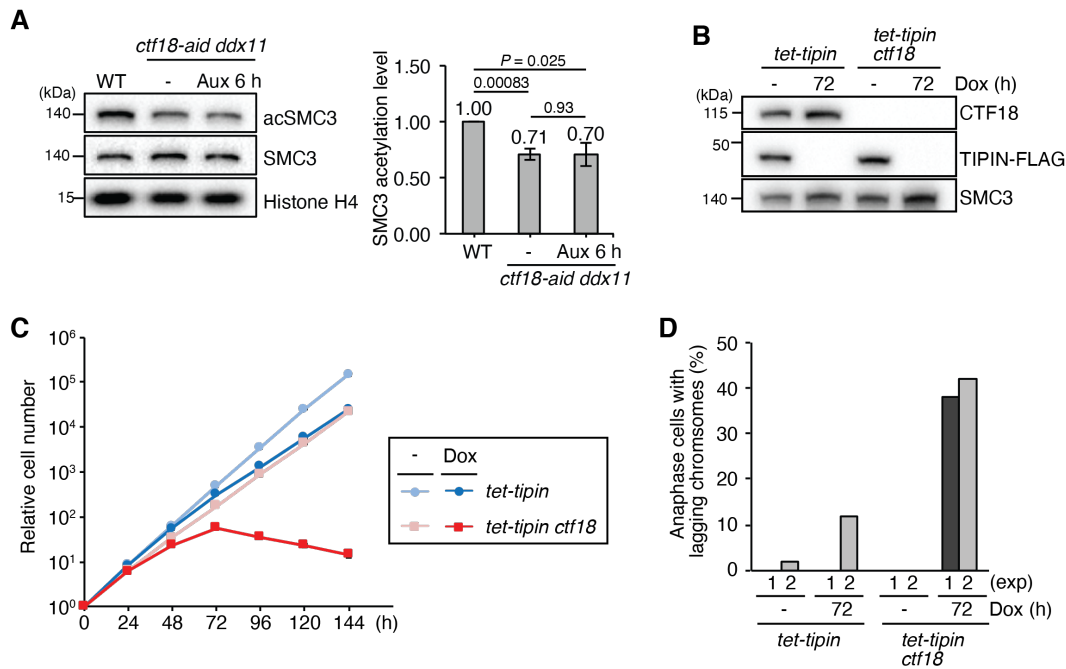 A
ctf18-aid ddx11
WT - Aux 6 h
(kDa)
140 acSMC3
140 SMC3
15 Histone H4
SMC3 acetylation level
1.50
1.00
0.50
0.00
P = 0.025
0.00083
0.93
1.00
0.71
0.70
WT - Aux 6 h
ctf18-aid ddx11
B
tet-tipin
tet-tipin
ctf18
- 72 - 72 Dox (h)
(kDa)
115 CTF18
50
TIPIN-FLAG
140 SMC3
C
Relative cell number
10⁶
10⁵
10⁴
10³
10²
10¹
10⁰
0 24 48 72 96 120 144 (h)
- Dox
tet-tipin
tet-tipin ctf18
D
Anaphase cells with
lagging chromsomes (%)
50
40
30
20
10
0
1 2 1 2 1 2 1 2 (exp)
- 72 - 72 Dox (h)
tet-tipin
tet-tipin
ctf18